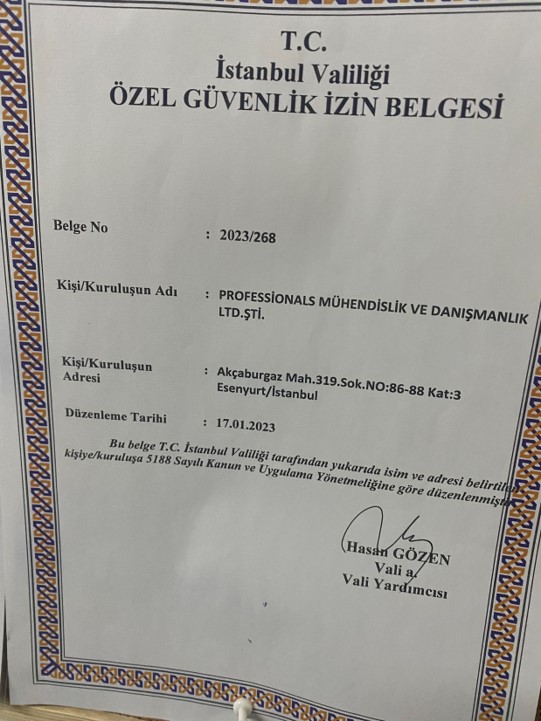 T.C.
İstanbul Valiliği
ÖZEL GÜVENLİK İZİN BELGESİ
Belge No : 2023/268
Kişi/Kuruluşun Adı : PROFESSİONALS MÜHENDİSLİK VE DANIŞMANLIK
LTD.ŞTİ.
Kişi/Kuruluşun : Akçaburgaz Mah.319.Sok.NO:86-88 Kat:3
Adresi Esenyurt/İstanbul
Düzenleme Tarihi : 17.01.2023
Bu belge T.C. İstanbul Valiliği tarafından yukarıda isim ve adresi
kişiye/kuruluşa 5188 Sayılı Kanun ve Uygulama Yönetmeliğine göre
Hasan GÖZEN
Vali a.
Vali Yardımcısı